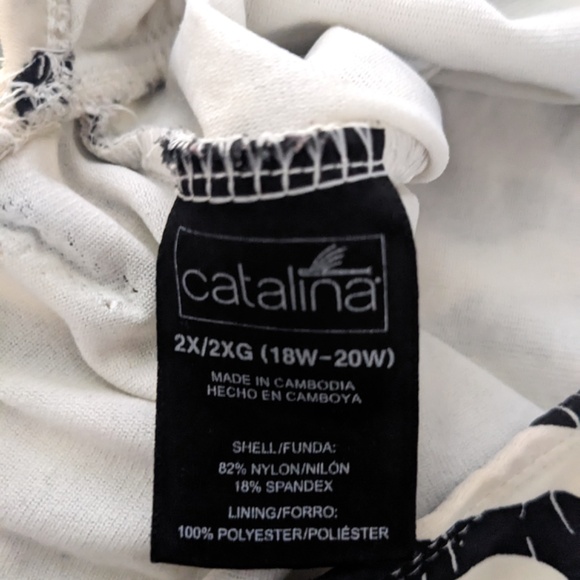 catalina
2X/2XG (18W-20W)
MADE IN CAMBODIA
HECHO EN CAMBOYA
SHELL/FUNDA:
82% NYLON/NILÓN
18% SPANDEX
LINING/FORRO:
100% POLYESTER/POLIÉSTER